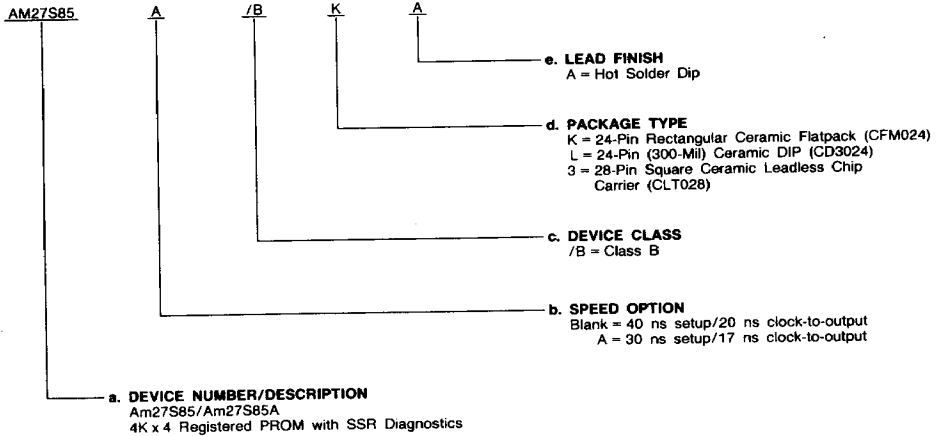 AM27S85 A /B K A
e. LEAD FINISH
A = Hot Solder Dip
d. PACKAGE TYPE
K = 24-Pin Rectangular Ceramic Flatpack (CFM024)
L = 24-Pin (300-Mil) Ceramic DIP (CD3024)
3 = 28-Pin Square Ceramic Leadless Chip
Carrier (CLT028)
c. DEVICE CLASS
/B = Class B
b. SPEED OPTION
Blank = 40 ns setup/20 ns clock-to-output
A = 30 ns setup/17 ns clock-to-output
a. DEVICE NUMBER/DESCRIPTION
Am27S85/Am27S85A
4K x 4 Registered PROM with SSR Diagnostics